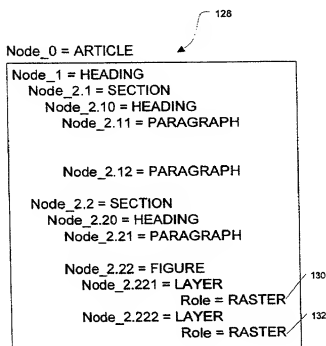 128
Node_0 = ARTICLE
Node_1 = HEADING
Node_2.1 = SECTION
Node_2.10 = HEADING
Node_2.11 = PARAGRAPH
Node_2.12 = PARAGRAPH
Node_2.2 = SECTION
Node_2.20 = HEADING
Node_2.21 = PARAGRAPH
Node_2.22 = FIGURE
Node_2.221 = LAYER
Role = RASTER 130
Node_2.222 = LAYER
Role = RASTER 132